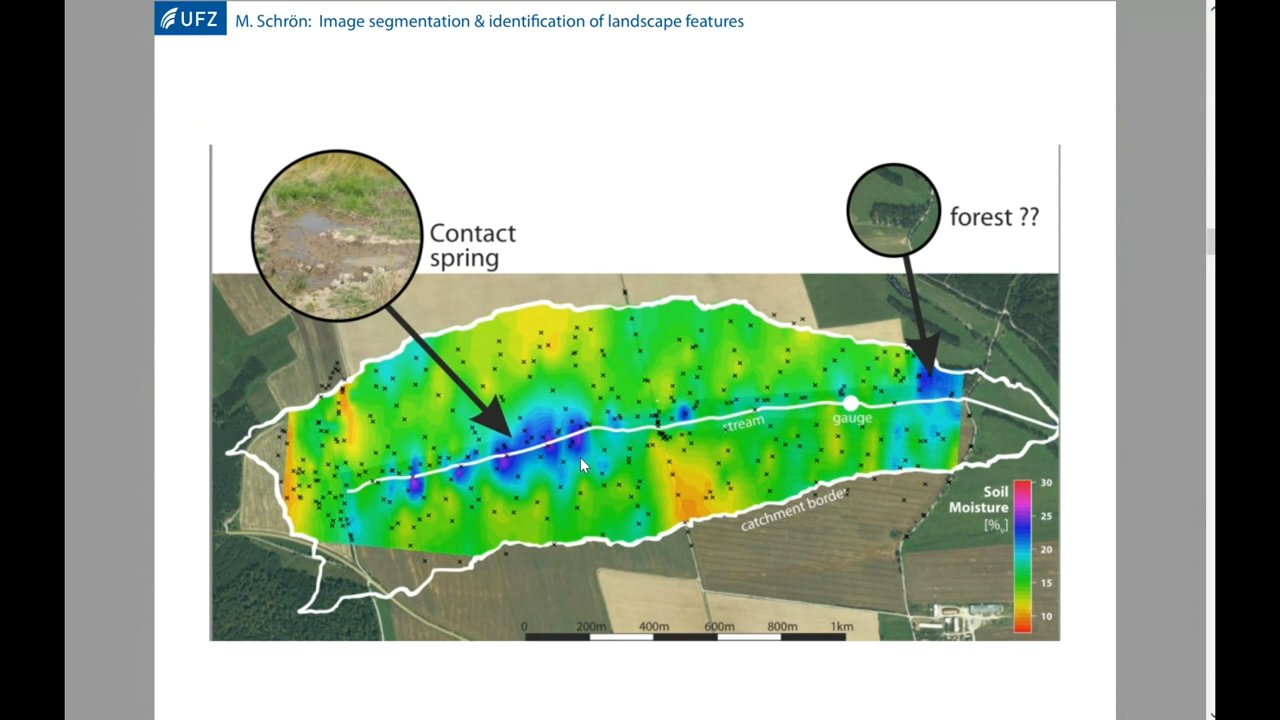 UFZ M. Schrön: Image segmentation & identification of landscape features
Contact
spring
forest ??
stream
gauge
catchment border
Soil
Moisture
[%ᵥ]
30
25
20
15
10
0 200m 400m 600m 800m 1km